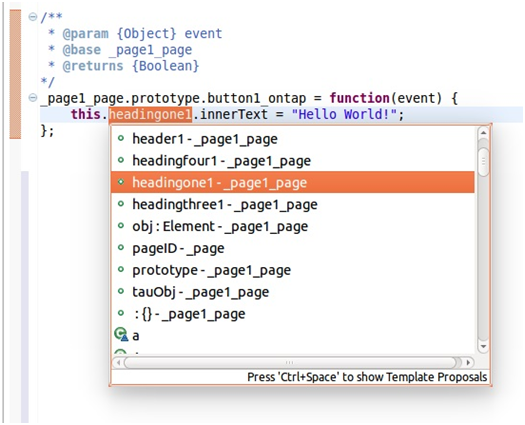 /**
* @param {Object} event
* @base _page1_page
* @returns {Boolean}
*/
_page1_page.prototype.button1_ontap = function(event) {
this.headingone1.innerText = "Hello World!";
};
header1 - _page1_page
headingfour1 - _page1_page
headingone1 - _page1_page
headingthree1 - _page1_page
obj : Element - _page1_page
pageID - _page
prototype - _page1_page
tauObj - _page1_page
: {} - _page1_page
a
Press 'Ctrl+Space' to show Template Proposals